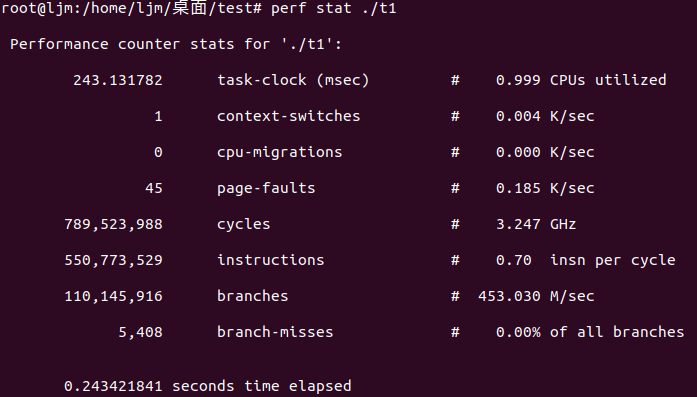 root@ljm:/home/ljm/桌面/test# perf stat ./t1
Performance counter stats for './t1':
243.131782 task-clock (msec) # 0.999 CPUs utilized
1 context-switches # 0.004 K/sec
0 cpu-migrations # 0.000 K/sec
45 page-faults # 0.185 K/sec
789,523,988 cycles # 3.247 GHz
550,773,529 instructions # 0.70 insn per cycle
110,145,916 branches # 453.030 M/sec
5,408 branch-misses # 0.00% of all branches
0.243421841 seconds time elapsed